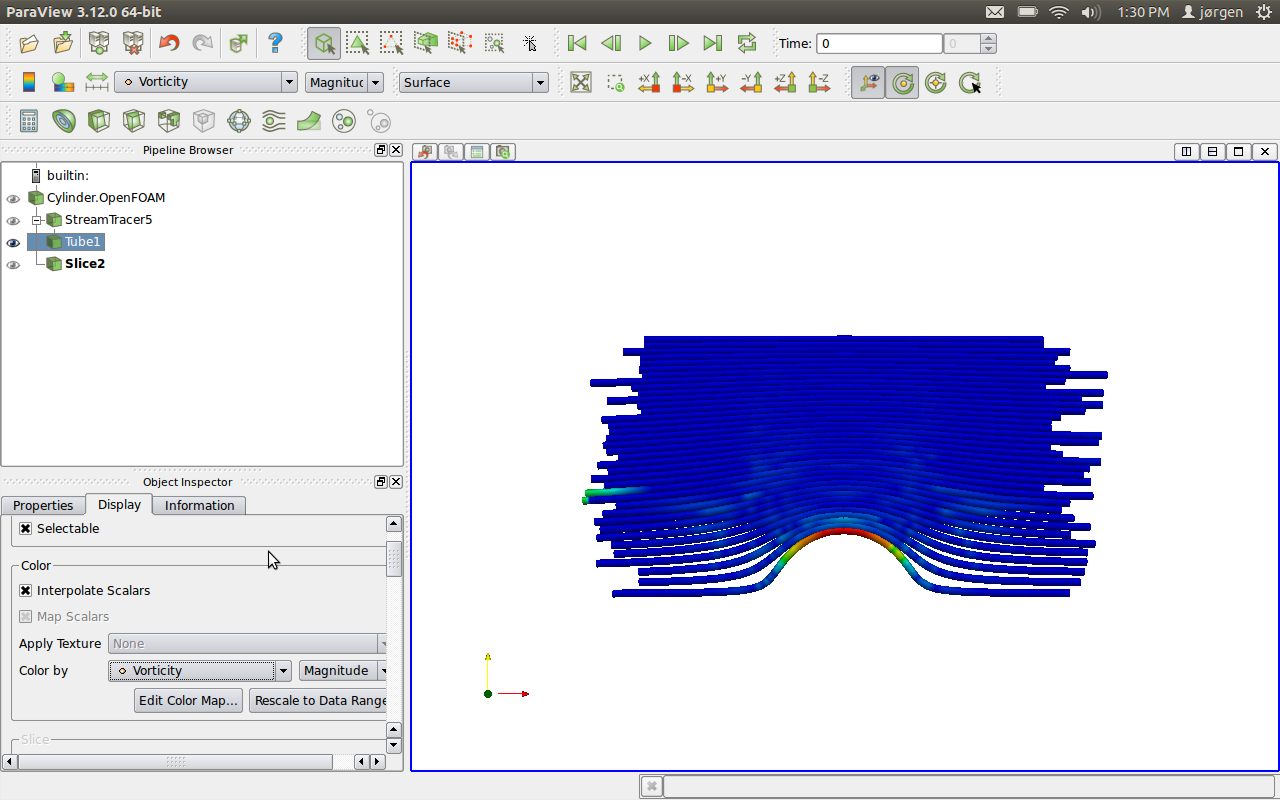 ParaView 3.12.0 64-bit
1:30 PM jørgen
Time: 0 0
Vorticity Magnituc Surface
+X -X +Y -Y +Z -Z
Pipeline Browser
builtin:
Cylinder.OpenFOAM
StreamTracer5
Tube1
Slice2
Object Inspector
Properties Display Information
Selectable
Color
Interpolate Scalars
Map Scalars
Apply Texture None
Color by Vorticity Magnitude
Edit Color Map... Rescale to Data Range
Slice